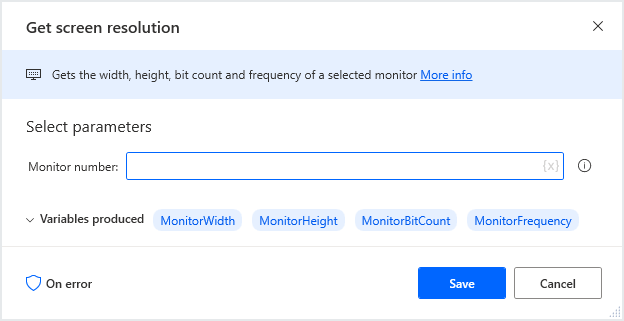 Get screen resolution
Gets the width, height, bit count and frequency of a selected monitor More info
Select parameters
Monitor number: {x}
Variables produced MonitorWidth MonitorHeight MonitorBitCount MonitorFrequency
On error Save Cancel